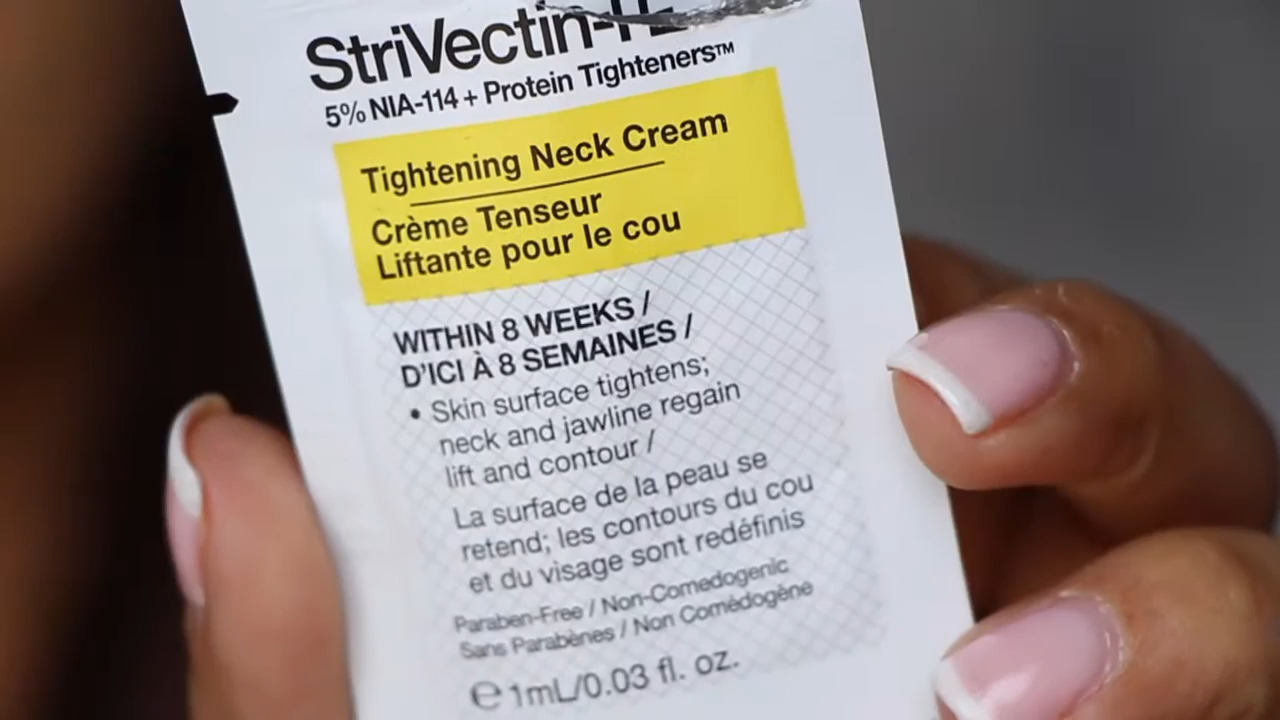 StriVectin-TL
5% NIA-114 + Protein Tighteners™
Tightening Neck Cream
Crème Tenseur
Liftante pour le cou
WITHIN 8 WEEKS /
D'ICI À 8 SEMAINES /
• Skin surface tightens;
neck and jawline regain
lift and contour /
La surface de la peau se
retend; les contours du cou
et du visage sont redéfinis
Paraben-Free / Non-Comedogenic
Sans Parabènes / Non Comédogène
℮ 1mL/0.03 fl. oz.